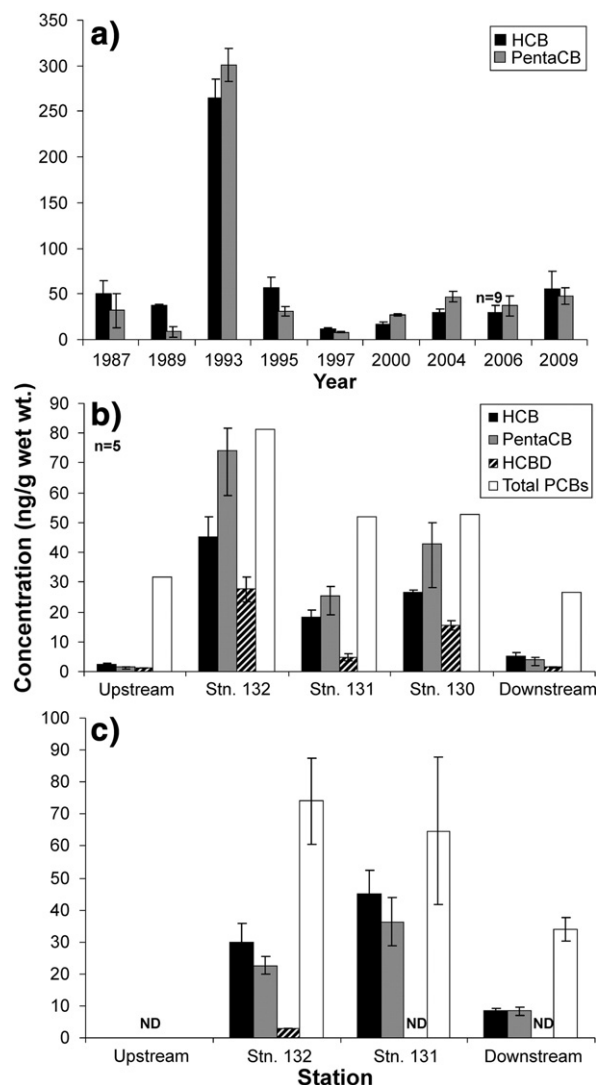 a)
HCB
PentaCB
350
300
250
200
150
100
50
0
n=9
1987 1989 1993 1995 1997 2000 2004 2006 2009
Year
Concentration (ng/g wet wt.)
b)
n=5
HCB
PentaCB
HCBD
Total PCBs
90
80
70
60
50
40
30
20
10
0
Upstream Stn. 132 Stn. 131 Stn. 130 Downstream
c)
100
90
80
70
60
50
40
30
20
10
0
ND ND ND
Upstream Stn. 132 Stn. 131 Downstream
Station